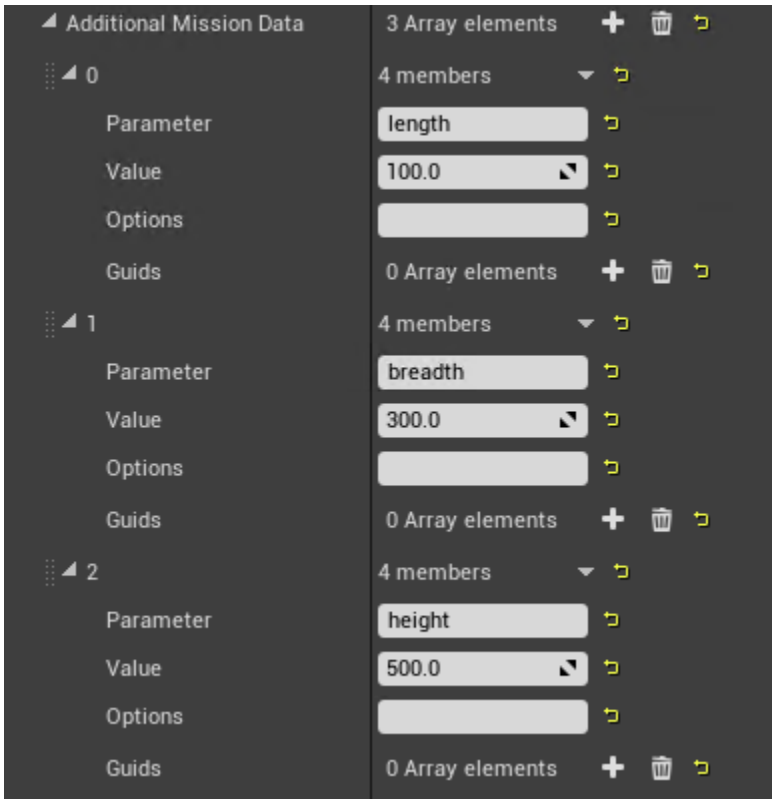 Additional Mission Data 3 Array elements
0 4 members
Parameter length
Value 100.0
Options
Guids 0 Array elements
1 4 members
Parameter breadth
Value 300.0
Options
Guids 0 Array elements
2 4 members
Parameter height
Value 500.0
Options
Guids 0 Array elements